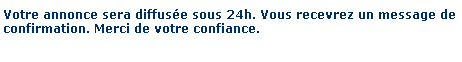 Votre annonce sera diffusée sous 24h. Vous recevrez un message de
confirmation. Merci de votre confiance.